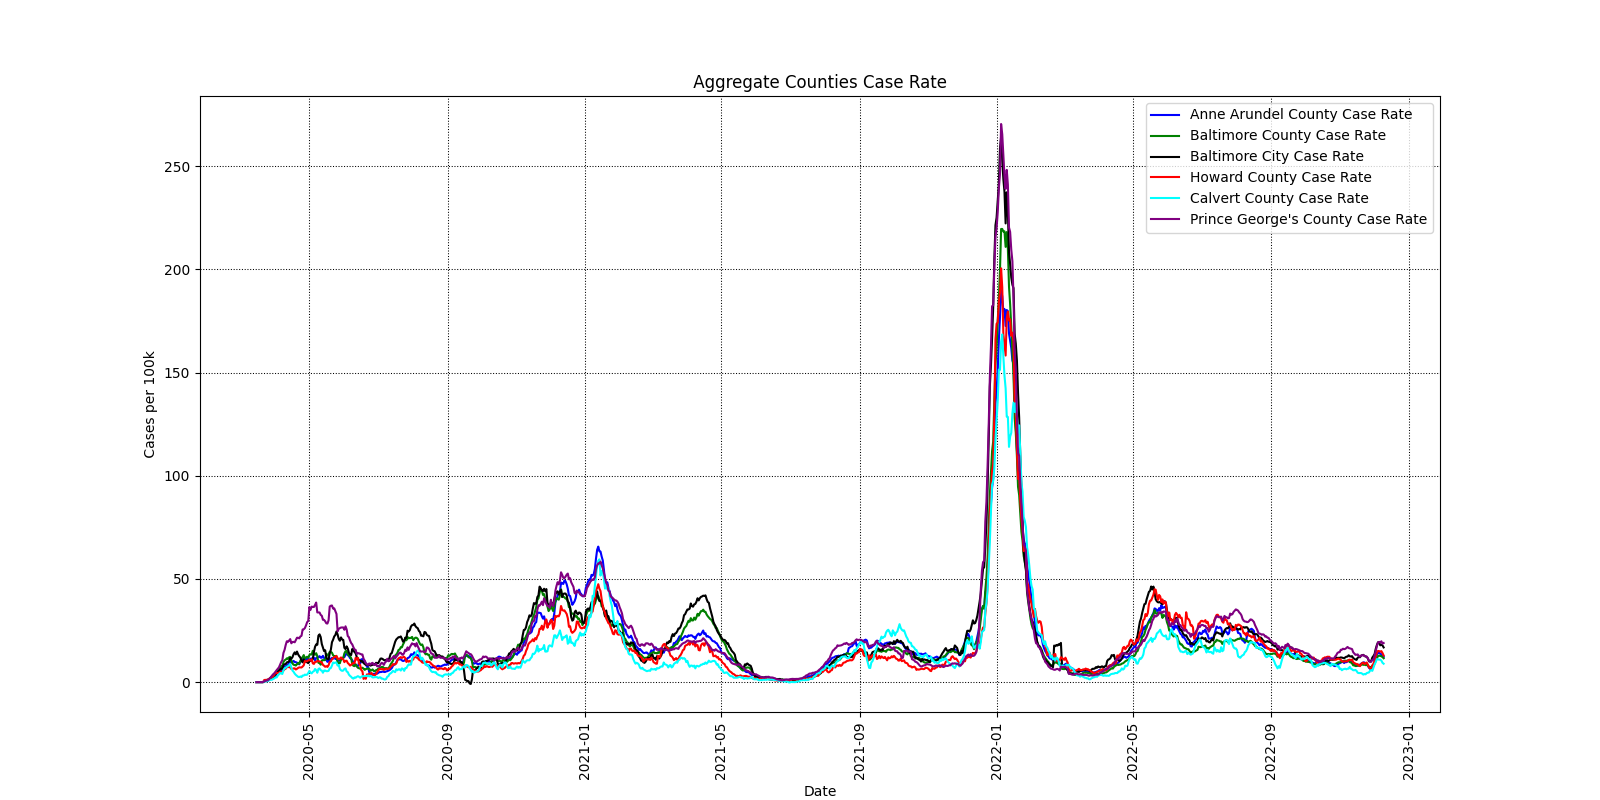 Aggregate Counties Case Rate
Anne Arundel County Case Rate
Baltimore County Case Rate
Baltimore City Case Rate
Howard County Case Rate
Calvert County Case Rate
Prince George's County Case Rate
Cases per 100k
250
200
150
100
50
0
2020-05
2020-09
2021-01
2021-05
2021-09
2022-01
2022-05
2022-09
2023-01
Date